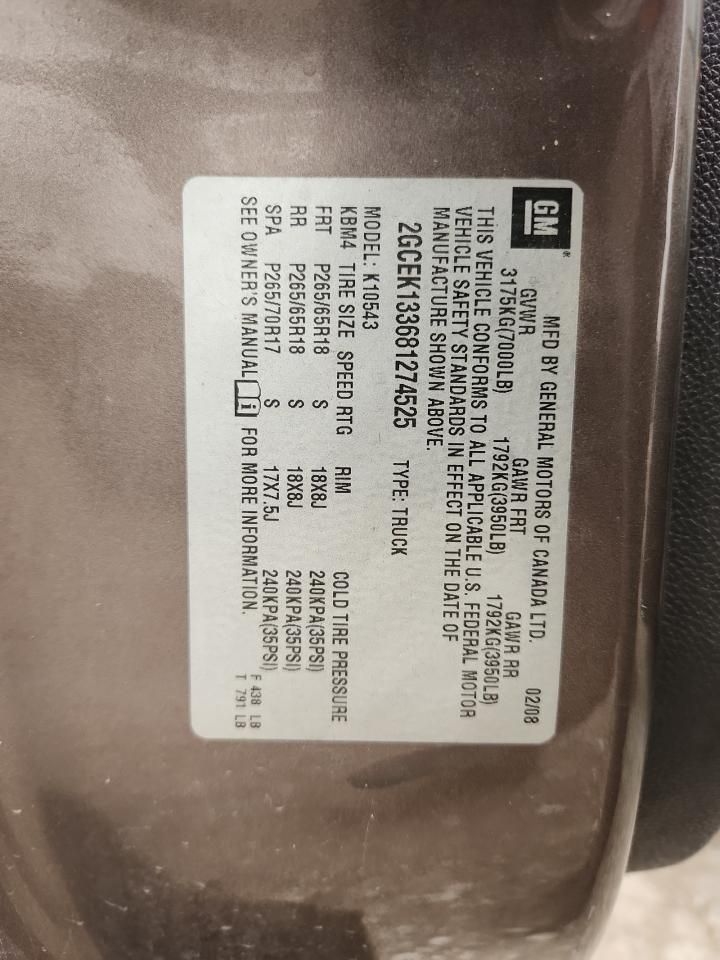 GM®
MFD BY GENERAL MOTORS OF CANADA LTD. 02/08
GVWR GAWR FRT GAWR RR
3175KG(7000LB) 1792KG(3950LB) 1792KG(3950LB)
THIS VEHICLE CONFORMS TO ALL APPLICABLE U.S. FEDERAL MOTOR
VEHICLE SAFETY STANDARDS IN EFFECT ON THE DATE OF
MANUFACTURE SHOWN ABOVE.
2GCEK133681274525 TYPE: TRUCK
MODEL: K10543
KBM4 TIRE SIZE SPEED RTG RIM COLD TIRE PRESSURE
FRT P265/65R18 S 18X8J 240KPA(35PSI)
RR P265/65R18 S 18X8J 240KPA(35PSI)
SPA P265/70R17 S 17X7.5J 240KPA(35PSI)
SEE OWNER'S MANUAL i FOR MORE INFORMATION.
F 438 LB
T 791 LB